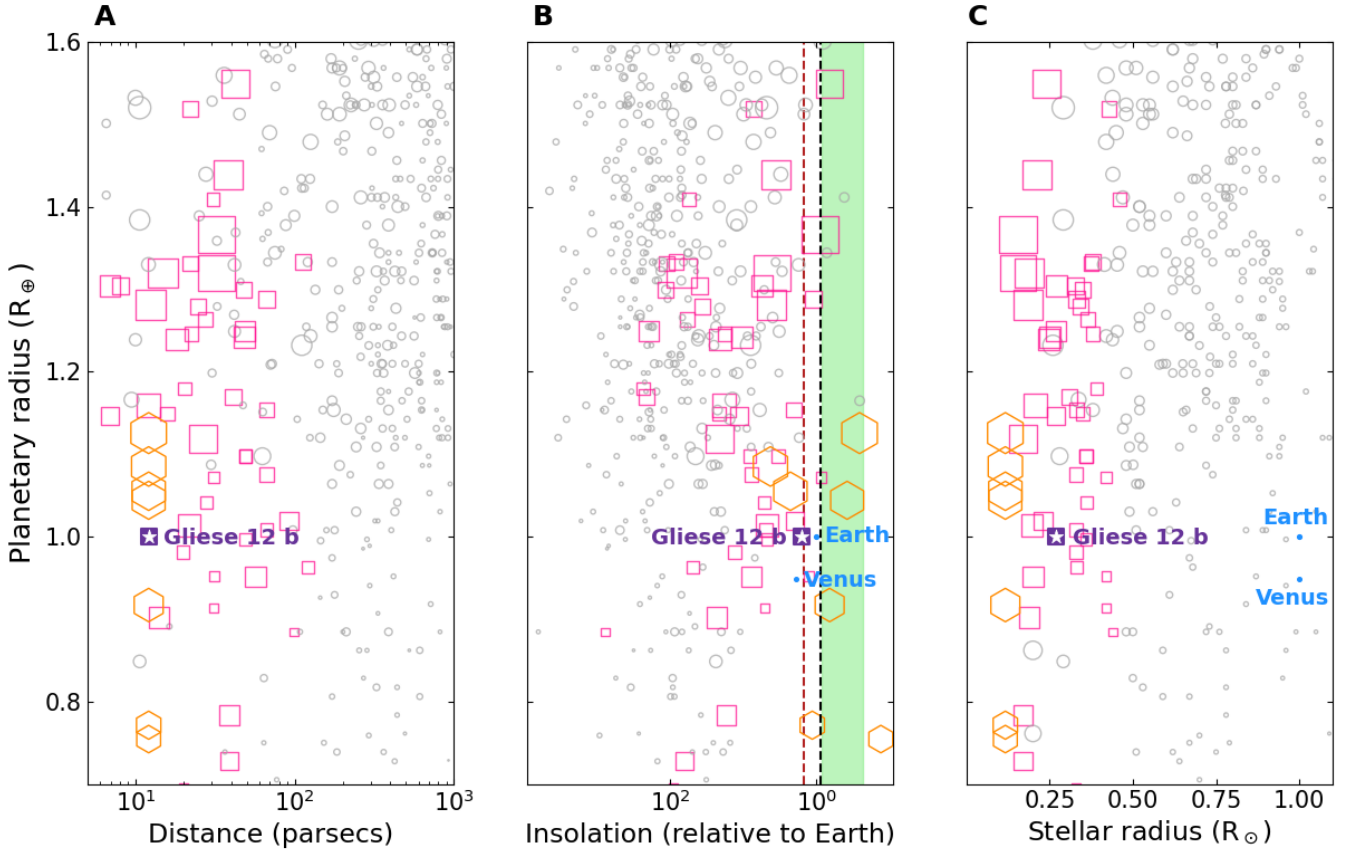 A
B
C
Planetary radius (R⊕)
1.6
1.4
1.2
1.0
0.8
Gliese 12 b
Gliese 12 b
Earth
Venus
Gliese 12 b
Earth
Venus
10¹
10²
10³
10²
10⁰
0.25
0.50
0.75
1.00
Distance (parsecs)
Insolation (relative to Earth)
Stellar radius (R⊙)